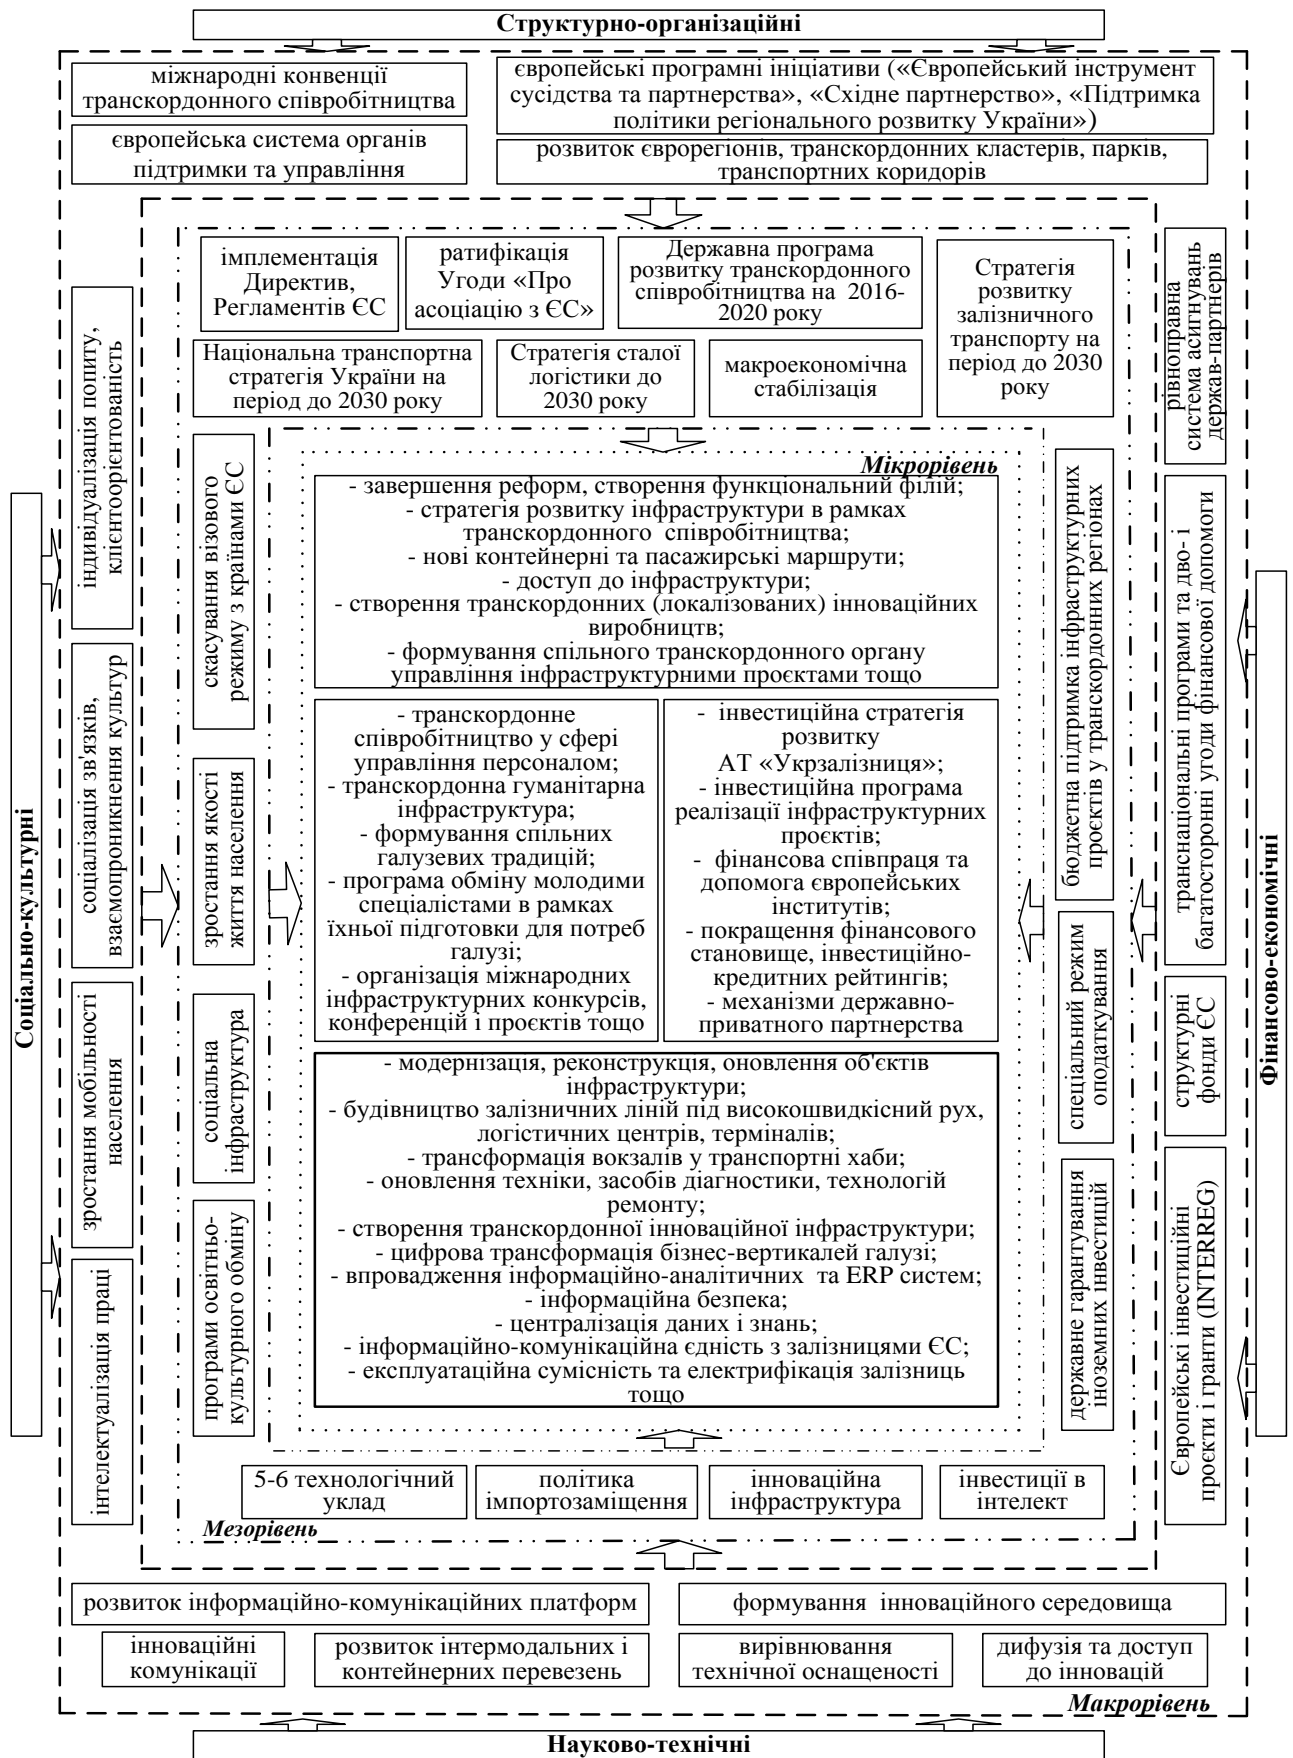 Структурно-організаційні
міжнародні конвенції
транскордонного співробітництва
європейська система органів
підтримки та управління
європейські програмні ініціативи («Європейський інструмент
сусідства та партнерства», «Східне партнерство», «Підтримка
політики регіонального розвитку України»)
розвиток єврорегіонів, транскордонних кластерів, парків,
транспортних коридорів
імплементація
Директив,
Регламентів ЄС
ратифікація
Угоди «Про
асоціацію з ЄС»
Державна програма
розвитку транскордонного
співробітництва на 2016-
2020 року
Стратегія
розвитку
залізничного
транспорту на
період до 2030
року
Національна транспортна
стратегія України на
період до 2030 року
Стратегія сталої
логістики до
2030 року
макроекономічна
стабілізація
Соціально-культурні
індивідуалізація попиту,
клієнтоорієнтованість
соціалізація зв'язків,
взаємопроникнення культур
зростання мобільності
населення
інтелектуалізація праці
скасування візового
режиму з країнами ЄС
зростання якості
життя населення
соціальна
інфраструктура
програми освітньо-
культурного обміну
Мікрорівень
- завершення реформ, створення функціональний філій;
- стратегія розвитку інфраструктури в рамках
транскордонного співробітництва;
- нові контейнерні та пасажирські маршрути;
- доступ до інфраструктури;
- створення транскордонних (локалізованих) інноваційних
виробництв;
- формування спільного транскордонного органу
управління інфраструктурними проєктами тощо
- транскордонне
співробітництво у сфері
управління персоналом;
- транскордонна гуманітарна
інфраструктура;
- формування спільних
галузевих традицій;
- програма обміну молодими
спеціалістами в рамках
їхньої підготовки для потреб
галузі;
- організація міжнародних
інфраструктурних конкурсів,
конференцій і проєктів тощо
- інвестиційна стратегія
розвитку
АТ «Укрзалізниця»;
- інвестиційна програма
реалізації інфраструктурних
проєктів;
- фінансова співпраця та
допомога європейських
інститутів;
- покращення фінансового
становище, інвестиційно-
кредитних рейтингів;
- механізми державно-
приватного партнерства
- модернізація, реконструкція, оновлення об'єктів
інфраструктури;
- будівництво залізничних ліній під високошвидкісний рух,
логістичних центрів, терміналів;
- трансформація вокзалів у транспортні хаби;
- оновлення техніки, засобів діагностики, технологій
ремонту;
- створення транскордонної інноваційної інфраструктури;
- цифрова трансформація бізнес-вертикалей галузі;
- впровадження інформаційно-аналітичних та ERP систем;
- інформаційна безпека;
- централізація даних і знань;
- інформаційно-комунікаційна єдність з залізницями ЄС;
- експлуатаційна сумісність та електрифікація залізниць
тощо
бюджетна підтримка інфраструктурних
проєктів у транскордонних регіонах
спеціальний режим
оподаткування
державне гарантування
іноземних інвестицій
рівноправна
система асигнувань
держав-партнерів
транснаціональні програми та дво- і
багатосторонні угоди фінансової допомоги
структурні
фонди ЄС
Європейські інвестиційні
проєкти і гранти (INTERREG)
Фінансово-економічні
5-6 технологічний
уклад
політика
імпортозаміщення
інноваційна
інфраструктура
інвестиції в
інтелект
Мезорівень
розвиток інформаційно-комунікаційних платформ
формування інноваційного середовища
інноваційні
комунікації
розвиток інтермодальних і
контейнерних перевезень
вирівнювання
технічної оснащеності
дифузія та доступ
до інновацій
Макрорівень
Науково-технічні